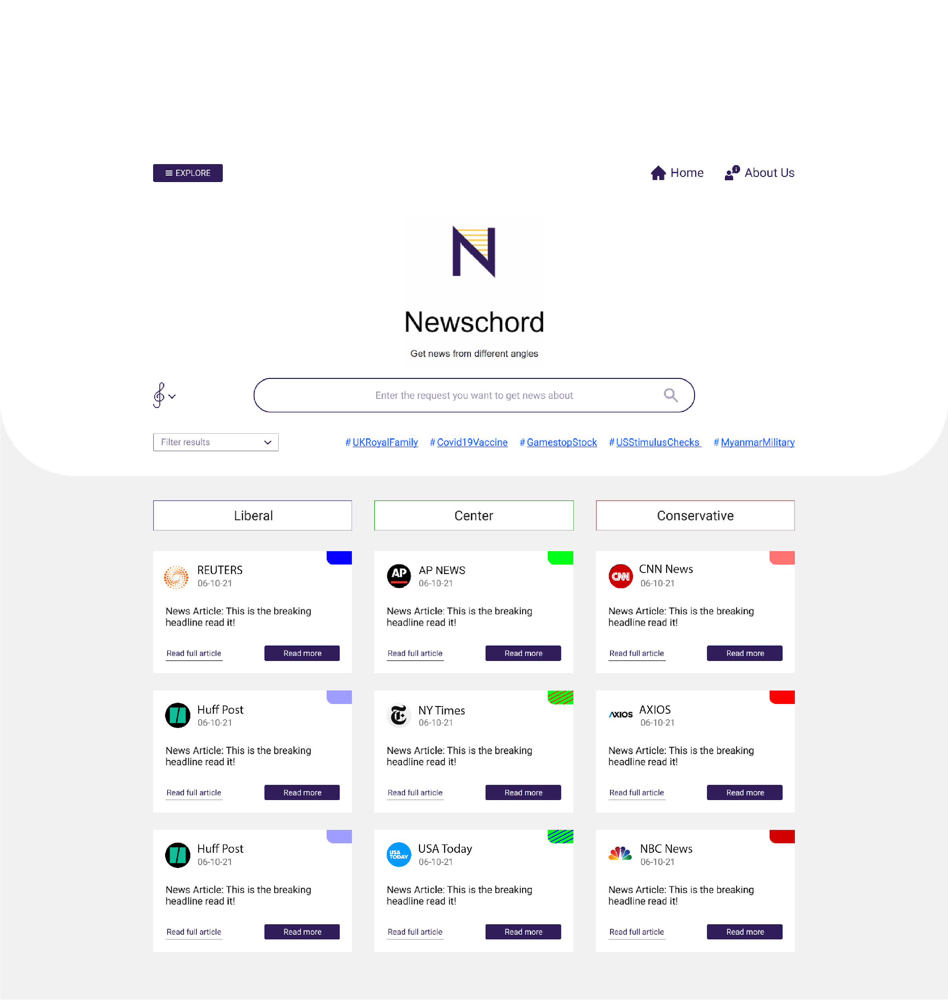 EXPLORE
Home
About Us
Newschord
Get news from different angles
Enter the request you want to get news about
Filter results
#UKRoyalFamily #Covid19Vaccine #GamestopStock #USStimulusChecks #MyanmarMilitary
Liberal
Center
Conservative
REUTERS
06-10-21
News Article: This is the breaking
headline read it!
Read full article
Read more
AP
AP NEWS
06-10-21
News Article: This is the breaking
headline read it!
Read full article
Read more
CNN
CNN News
06-10-21
News Article: This is the breaking
headline read it!
Read full article
Read more
Huff Post
06-10-21
News Article: This is the breaking
headline read it!
Read full article
Read more
NY Times
06-10-21
News Article: This is the breaking
headline read it!
Read full article
Read more
AXIOS
AXIOS
06-10-21
News Article: This is the breaking
headline read it!
Read full article
Read more
Huff Post
06-10-21
News Article: This is the breaking
headline read it!
Read full article
Read more
USA
TODAY
USA Today
06-10-21
News Article: This is the breaking
headline read it!
Read full article
Read more
NBC News
06-10-21
News Article: This is the breaking
headline read it!
Read full article
Read more